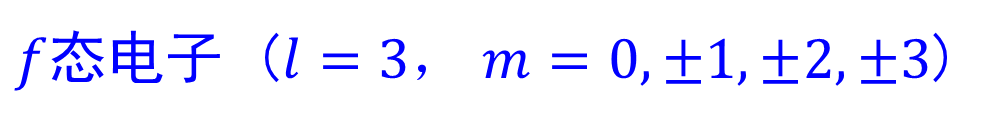 f态电子（l = 3， m = 0, ±1, ±2, ±3）